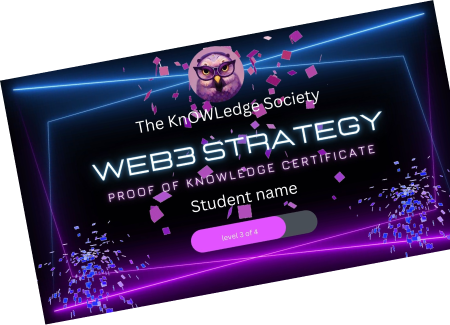 The KnOWLedge Society
WEB3 STRATEGY
PROOF OF KNOWLEDGE CERTIFICATE
Student name
level 3 of 4